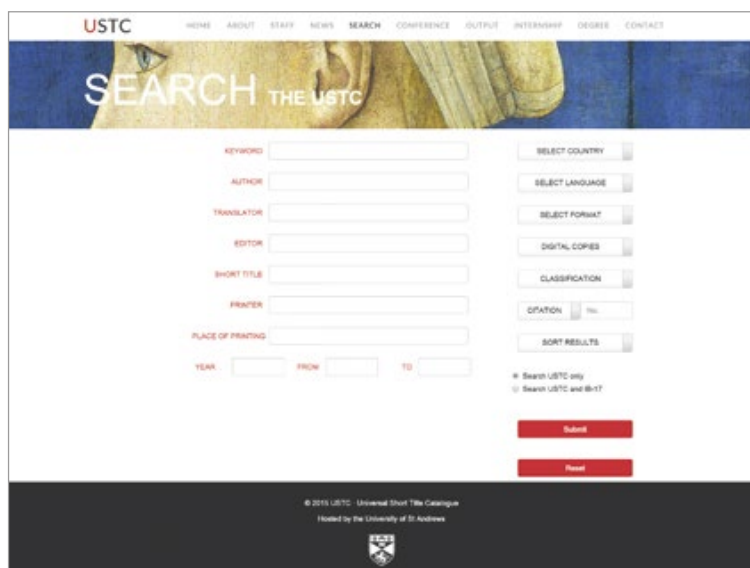 USTC
HOME ABOUT STAFF NEWS SEARCH CONFERENCE OUTPUT INTERNSHIP DEGREE CONTACT
SEARCH THE USTC
KEYWORD
AUTHOR
TRANSLATOR
EDITOR
SHORT TITLE
PRINTER
PLACE OF PRINTING
YEAR FROM TO
SELECT COUNTRY
SELECT LANGUAGE
SELECT FORMAT
DIGITAL COPIES
CLASSIFICATION
CITATION No.
SORT RESULTS
Search USTC only
Search USTC and IB>17
Submit
Reset
© 2015 USTC - Universal Short Title Catalogue
Hosted by the University of St Andrews